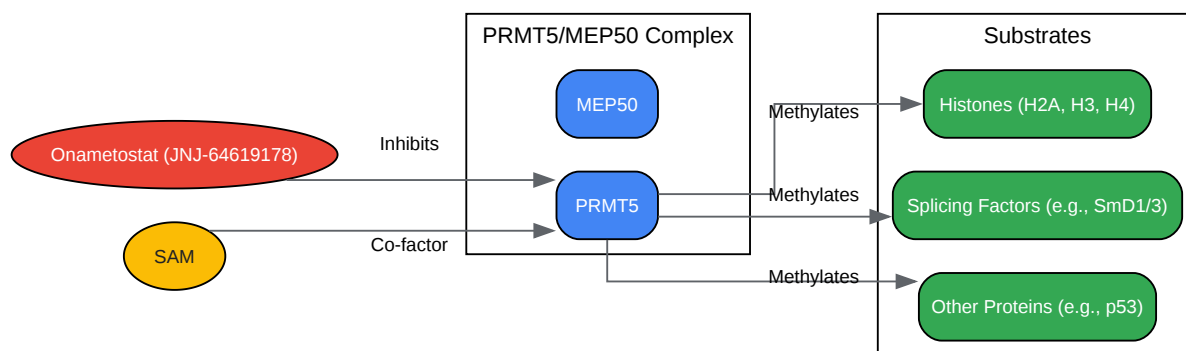 PRMT5/MEP50 Complex
Substrates
MEP50
Histones (H2A, H3, H4)
Methylates
Onametostat (JNJ-64619178)
Inhibits
PRMT5
Methylates
Splicing Factors (e.g., SmD1/3)
SAM
Co-factor
Methylates
Other Proteins (e.g., p53)